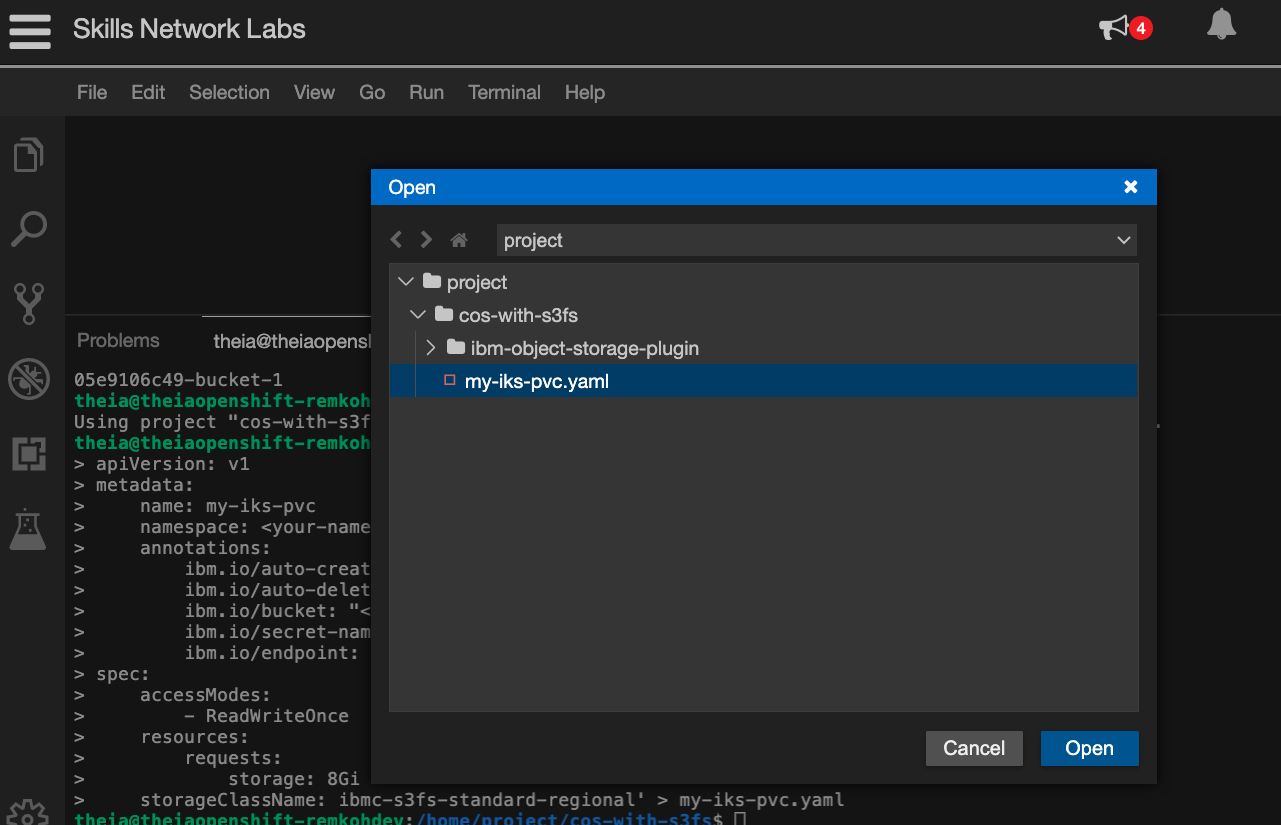 Skills Network Labs
4
File Edit Selection View Go Run Terminal Help
Open
project
project
cos-with-s3fs
ibm-object-storage-plugin
my-iks-pvc.yaml
Cancel Open
Problems theia@theiaopensh
05e9106c49-bucket-1
theia@theiaopenshift-remkoh
Using project "cos-with-s3f .
theia@theiaopenshift-remkoh
> apiVersion: v1
> metadata:
> name: my-iks-pvc
> namespace: <your-name
> annotations:
> ibm.io/auto-creat
> ibm.io/auto-delet
> ibm.io/bucket: "<
> ibm.io/secret-nam
> ibm.io/endpoint:
> spec:
> accessModes:
> - ReadWriteOnce
> resources:
> requests:
> storage: 8Gi
> storageClassName: ibmc-s3fs-standard-regional' > my-iks-pvc.yaml
theia@theiaopenshift-remkohdev:/home/project/cos-with-s3fs$